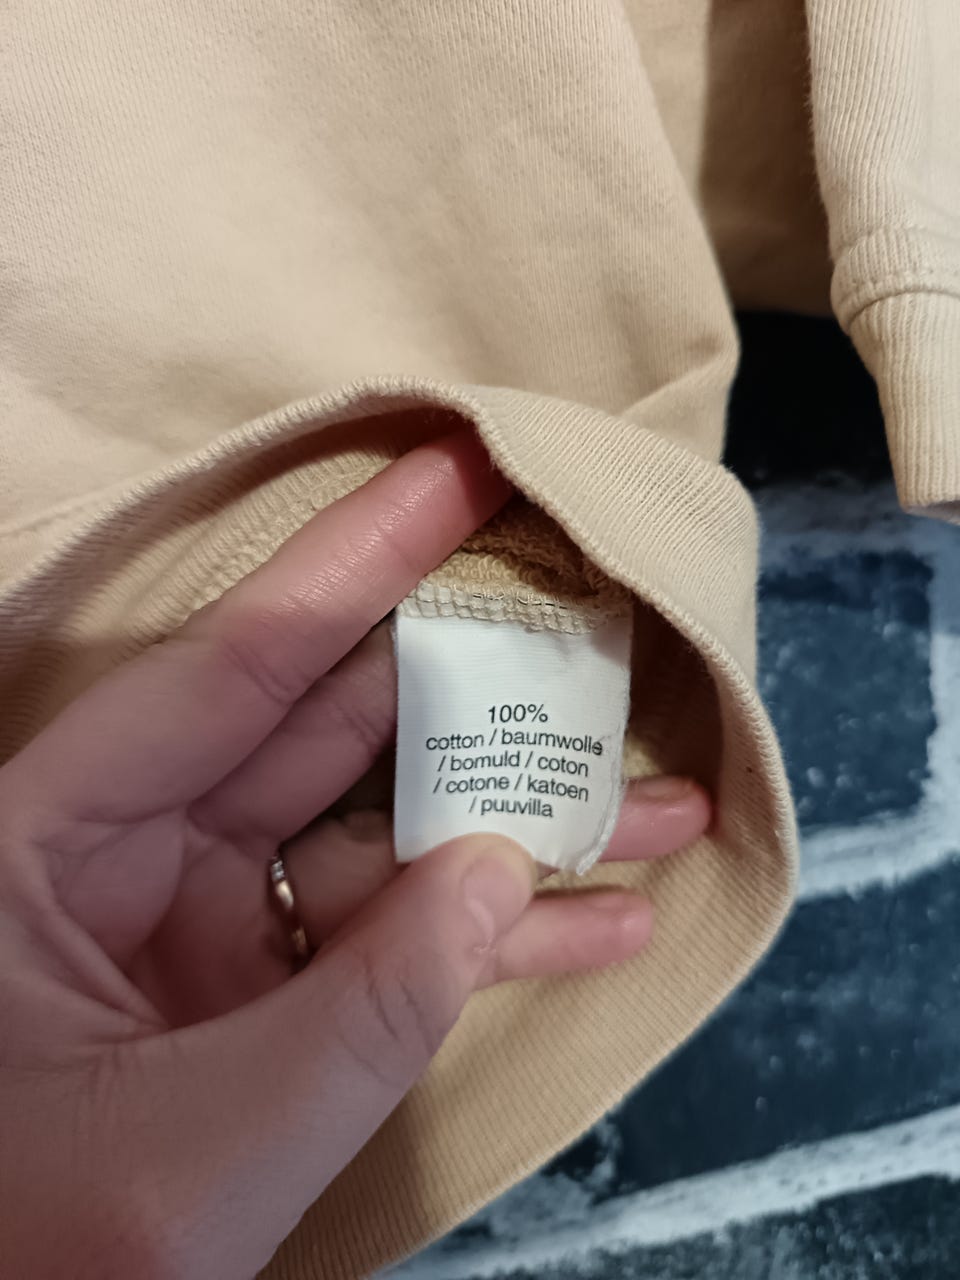 100%
cotton / baumwolle
/ bomuld / coton
/ cotone / katoen
/ puuvilla